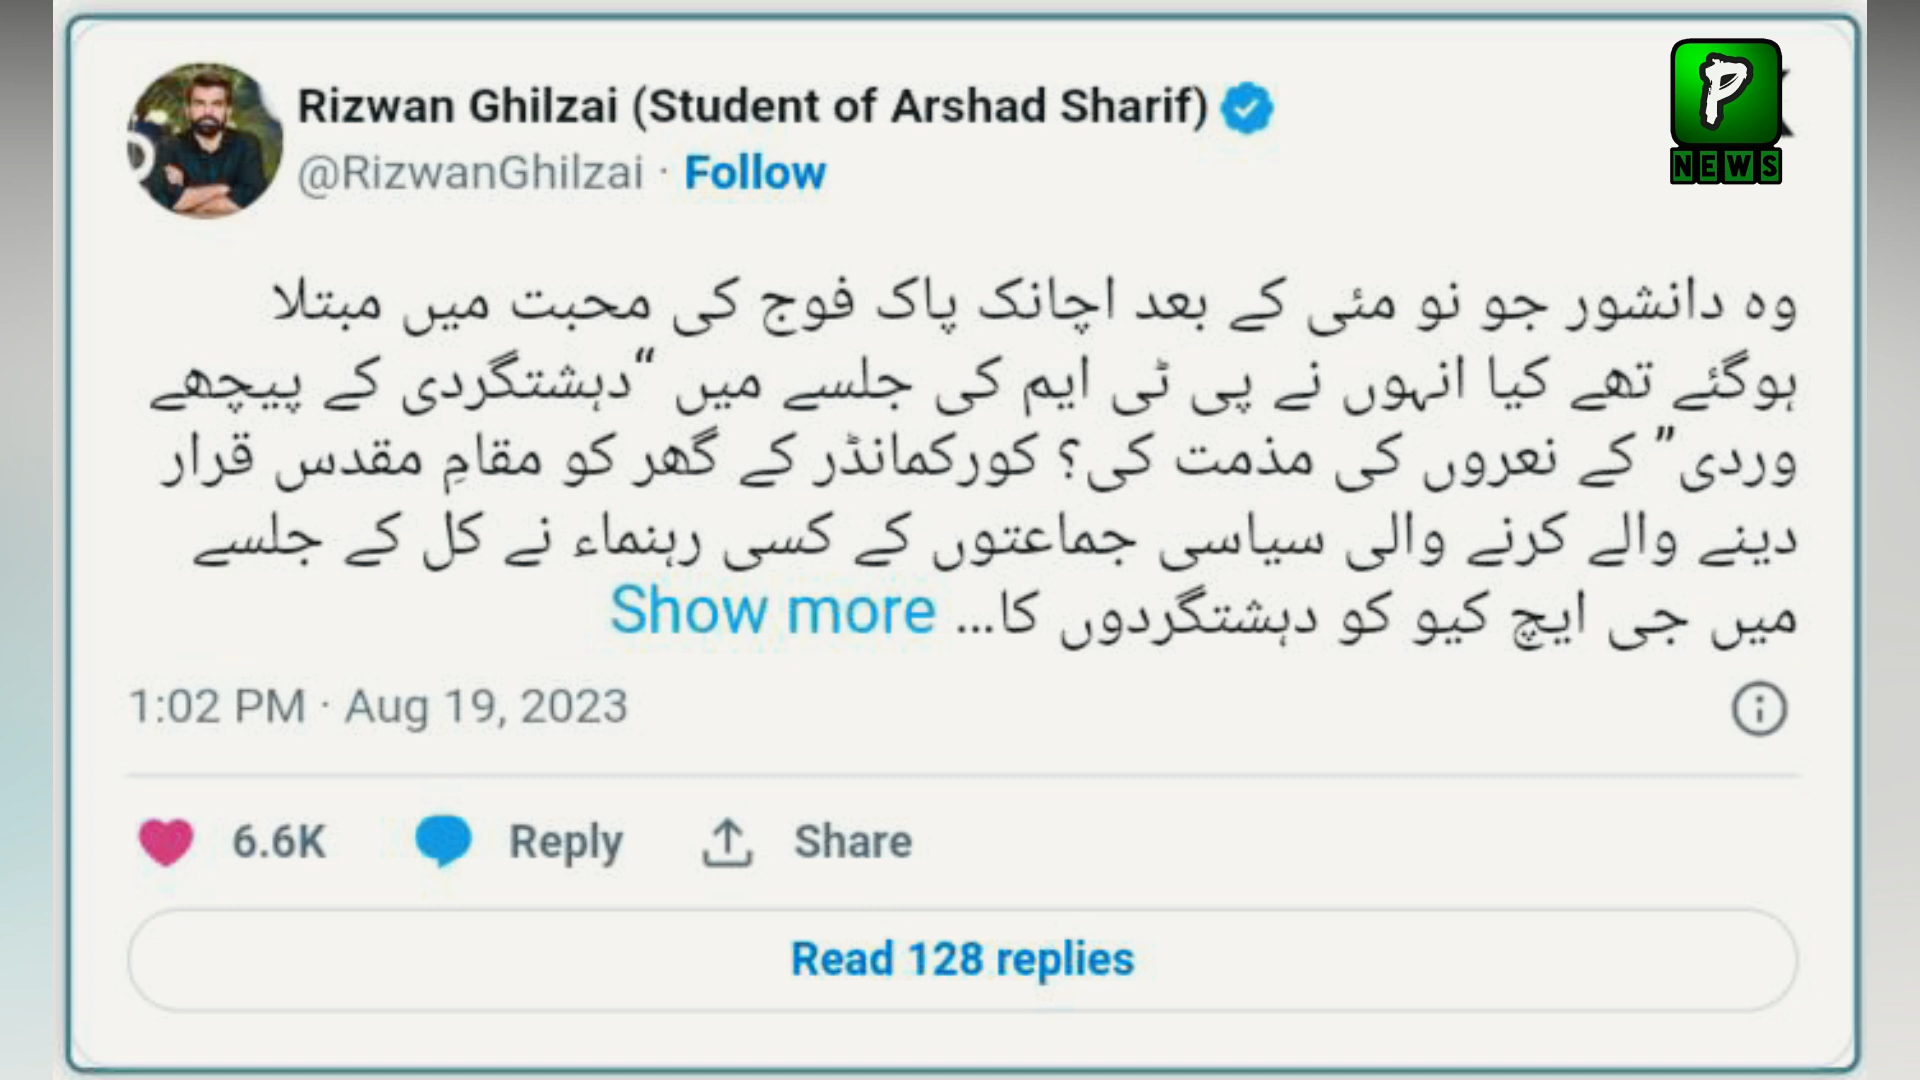 Rizwan Ghilzai (Student of Arshad Sharif)
@RizwanGhilzai · Follow
P
NEWS
وہ دانشور جو نو مئی کے بعد اچانک پاک فوج کی محبت میں مبتلا
ہوگئے تھے کیا انہوں نے پی ٹی ایم کی جلسے میں “دہشتگردی کے پیچھے
وردی” کے نعروں کی مذمت کی؟ کورکمانڈر کے گھر کو مقامِ مقدس قرار
دینے والے کرنے والی سیاسی جماعتوں کے کسی رہنماء نے کل کے جلسے
میں جی ایچ کیو کو دہشتگردوں کا... Show more
1:02 PM · Aug 19, 2023
6.6K Reply Share
Read 128 replies